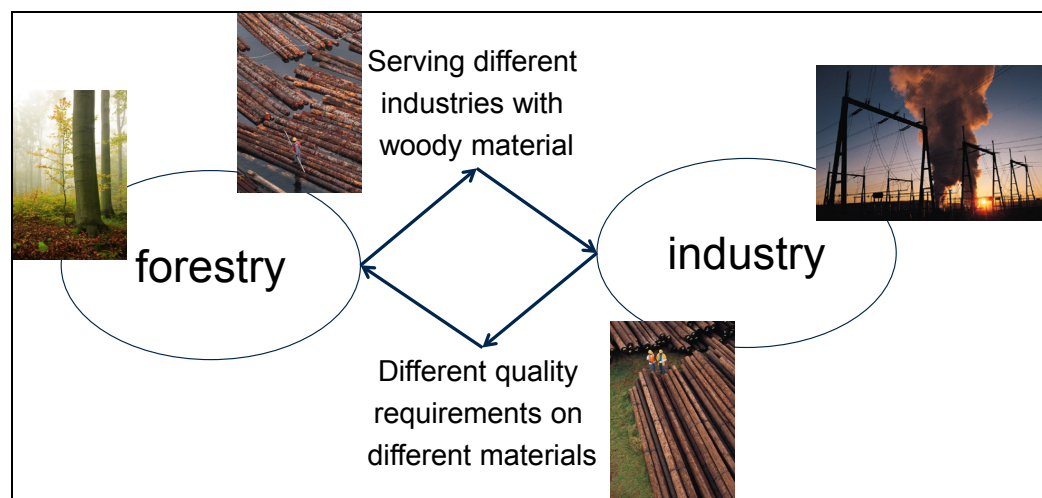 Serving different
industries with
woody material
forestry
industry
Different quality
requirements on
different materials